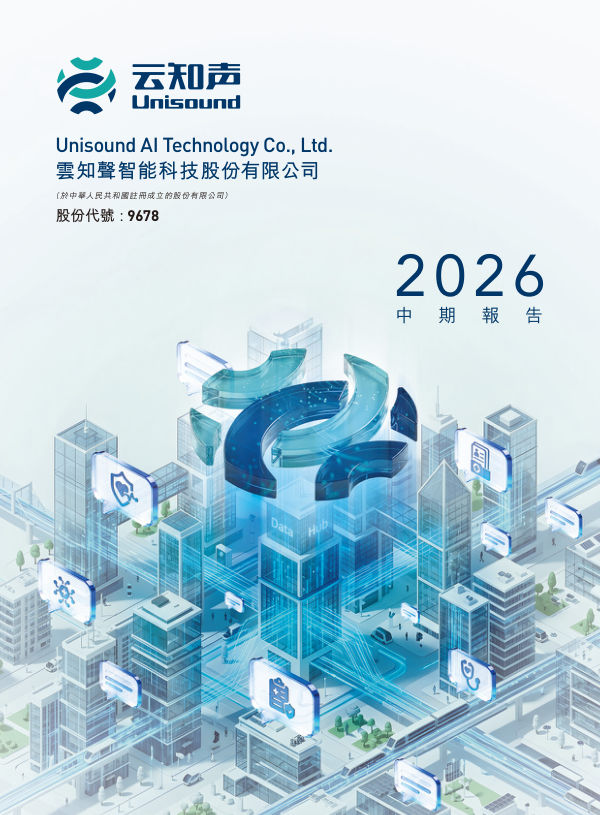 云知声
Unisound
Unisound AI Technology Co., Ltd.
雲知聲智能科技股份有限公司
（於中華人民共和國註冊成立的股份有限公司）
股份代號：9678
2026
中期報告
Data Hub